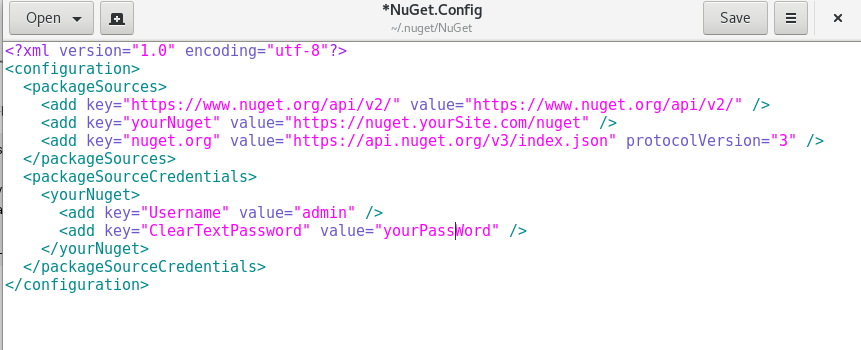 Open
*NuGet.Config
~/.nuget/NuGet
Save
<?xml version="1.0" encoding="utf-8"?>
<configuration>
  <packageSources>
    <add key="https://www.nuget.org/api/v2/" value="https://www.nuget.org/api/v2/" />
    <add key="yourNuget" value="https://nuget.yourSite.com/nuget" />
    <add key="nuget.org" value="https://api.nuget.org/v3/index.json" protocolVersion="3" />
  </packageSources>
  <packageSourceCredentials>
    <yourNuget>
      <add key="Username" value="admin" />
      <add key="ClearTextPassword" value="yourPassWord" />
    </yourNuget>
  </packageSourceCredentials>
</configuration>